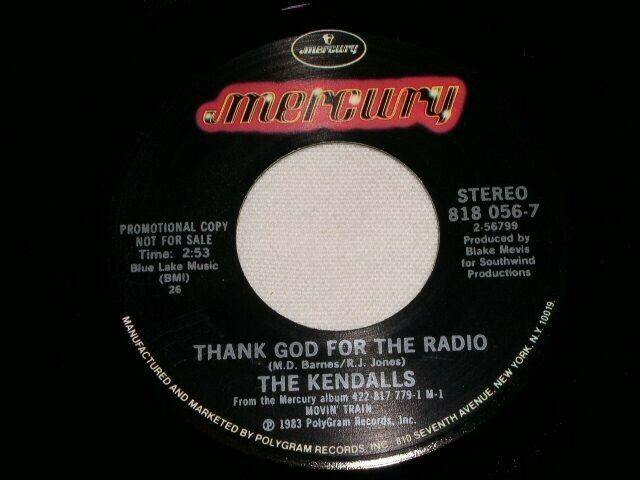 mercury
mercury
STEREO
818 056-7
2-56799
Produced by
Blake Mevis
for Southwind
Productions
PROMOTIONAL COPY
NOT FOR SALE
Time: 2:53
Blue Lake Music
(BMI)
26
THANK GOD FOR THE RADIO
(M.D. Barnes/R.J. Jones)
THE KENDALLS
From the Mercury album 422-817 779-1 M-1
MOVIN' TRAIN
℗ 1983 PolyGram Records, Inc.
MANUFACTURED AND MARKETED BY POLYGRAM RECORDS, INC. 810 SEVENTH AVENUE, NEW YORK, N.Y. 10019.